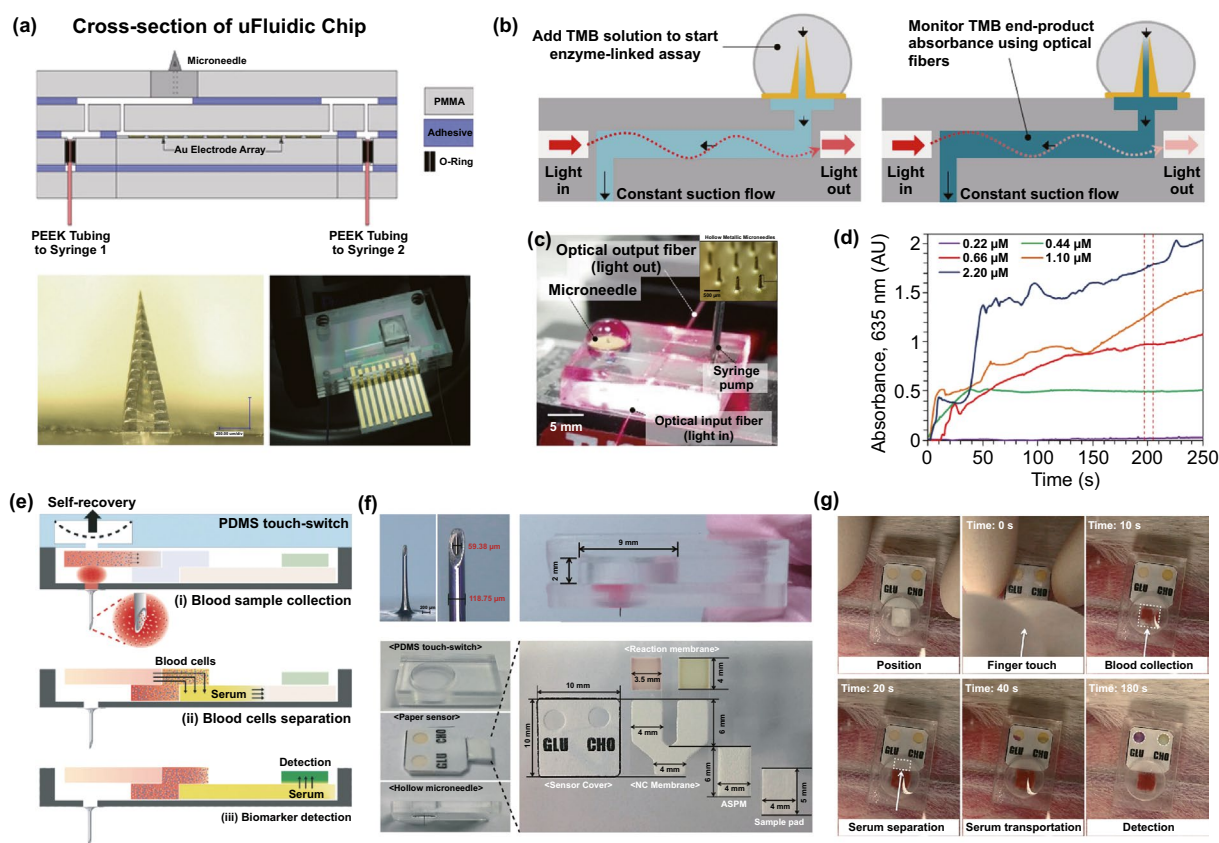 (a)
Cross-section of uFluidic Chip
Microneedle
PMMA
Adhesive
O-Ring
Au Electrode Array
PEEK Tubing
to Syringe 1
PEEK Tubing
to Syringe 2
(b)
Add TMB solution to start
enzyme-linked assay
Light
in
Constant suction flow
Light
out
Monitor TMB end-product
absorbance using optical
fibers
Light
in
Constant suction flow
Light
out
(c)
Optical output fiber
(light out)
Microneedle
Hollow Metallic Microneedles
500 µm
Syringe
pump
Optical input fiber
(light in)
5 mm
(d)
Absorbance, 635 nm (AU)
2
1.5
1
0.5
0
0.22 µM
0.44 µM
0.66 µM
1.10 µM
2.20 µM
0
50
100
150
200
250
Time (s)
(e)
Self-recovery
PDMS touch-switch
(i) Blood sample collection
Blood cells
Serum
(ii) Blood cells separation
Detection
Serum
(iii) Biomarker detection
(f)
200 µm
59.38 µm
118.75 µm
9 mm
2 mm
<PDMS touch-switch>
<Paper sensor>
GLU CHO
<Hollow microneedle>
<Reaction membrane>
3.5 mm
4 mm
10 mm
10 mm
GLU CHO
<Sensor Cover>
4 mm
4 mm
6 mm
<NC Membrane>
6 mm
4 mm
ASPM
4 mm
5 mm
Sample pad
(g)
GLU CHO
Position
Time: 0 s
GLU CHO
Finger touch
Time: 10 s
GLU CHO
Blood collection
Time: 20 s
GLU CHO
Serum separation
Time: 40 s
GLU CHO
Serum transportation
Time: 180 s
GLU CHO
Detection